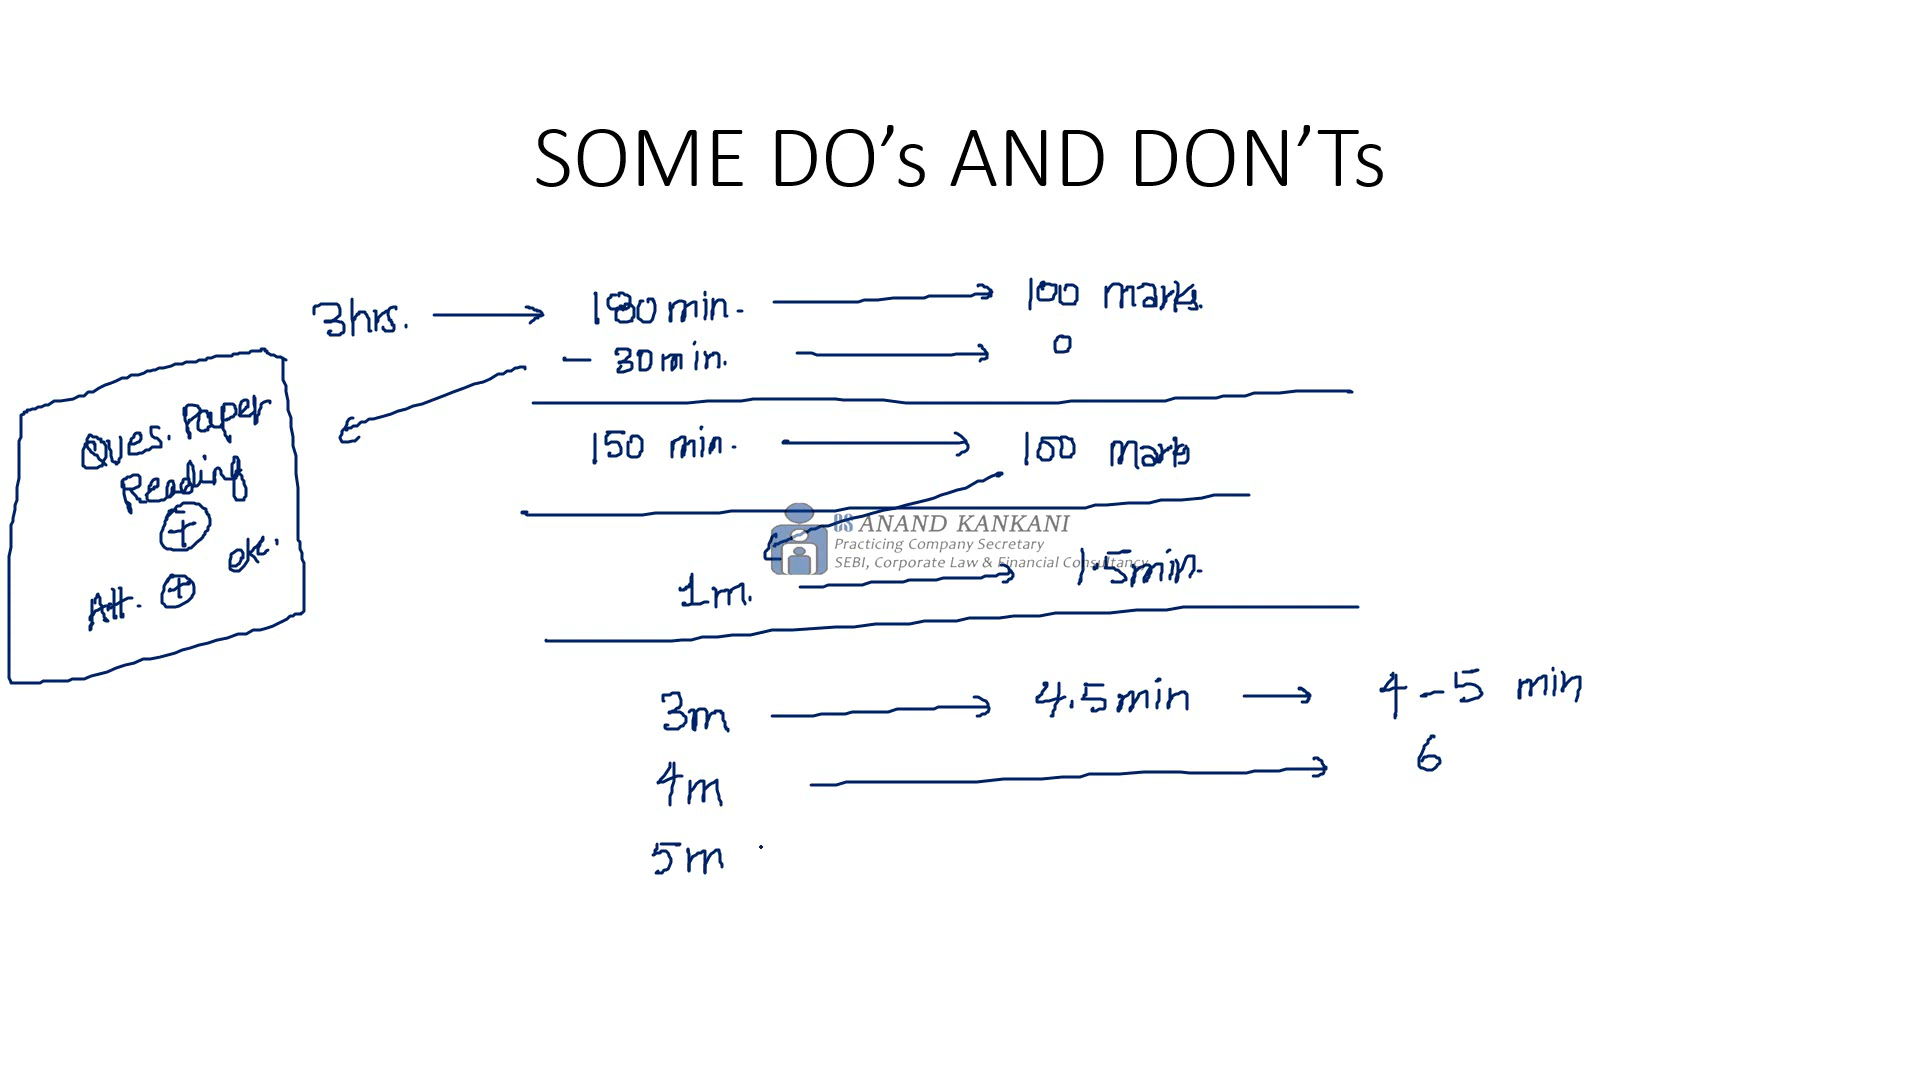 SOME DO’s AND DON’Ts
3hrs. → 180 min. → 100 marks.
- 30 min. → 0
Ques. Paper
Reading
+
Att. + etc.
150 min. → 100 marks
CS ANAND KANKANI
Practicing Company Secretary
SEBI, Corporate Law & Financial Consultancy
1m. → 1.5min.
3m → 4.5min → 4-5 min
4m → 6
5m